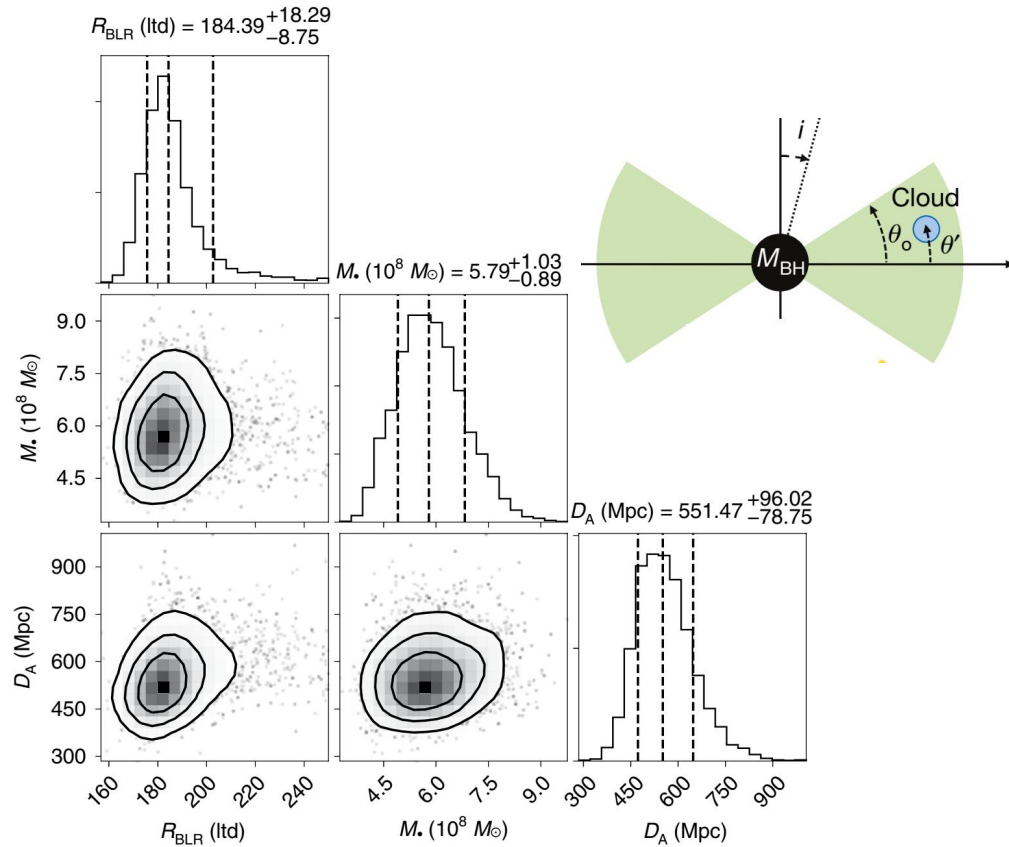 R_BLR (ltd) = 184.39 +18.29 −8.75
i
Cloud
θ_o
θ′
M_BH
M• (10^8 M⊙) = 5.79 +1.03 −0.89
9.0
7.5
6.0
4.5
M• (10^8 M⊙)
D_A (Mpc) = 551.47 +96.02 −78.75
900
750
600
450
300
D_A (Mpc)
160 180 200 220 240
4.5 6.0 7.5 9.0
300 450 600 750 900
R_BLR (ltd)
M• (10^8 M⊙)
D_A (Mpc)